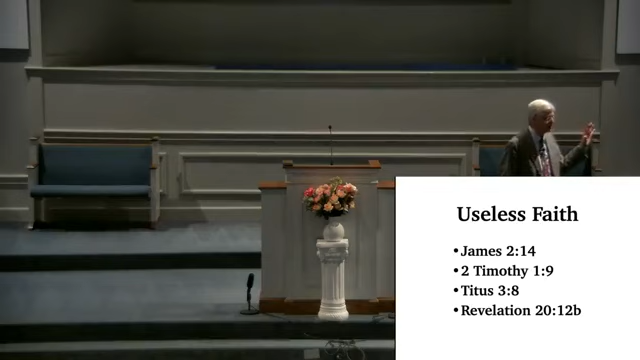 Useless Faith
•James 2:14
•2 Timothy 1:9
•Titus 3:8
•Revelation 20:12b